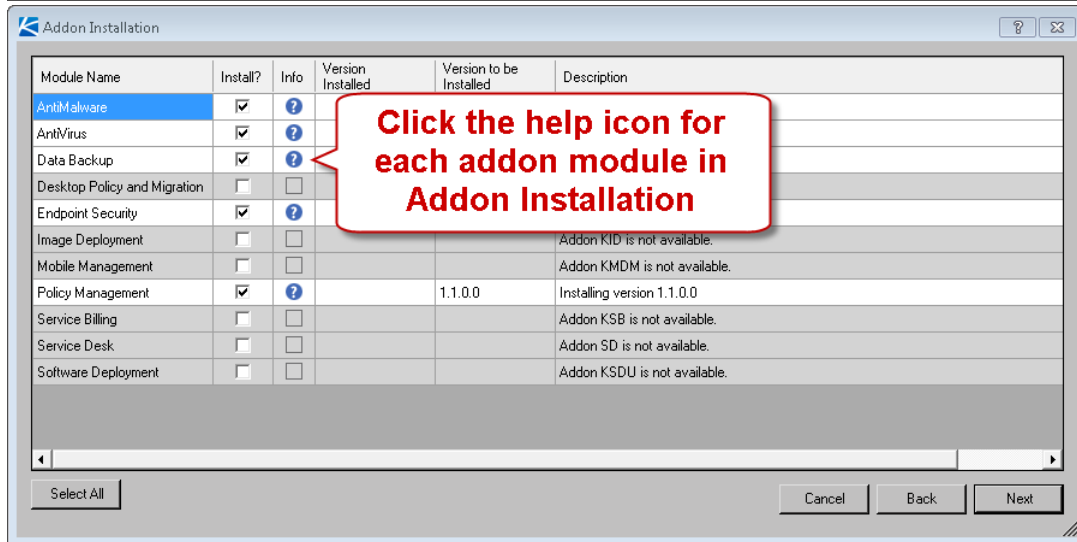 Addon Installation
Module Name Install? Info Version Installed Version to be Installed Description
AntiMalware
AntiVirus
Data Backup
Click the help icon for
each addon module in
Addon Installation
Desktop Policy and Migration
Endpoint Security
Image Deployment Addon KID is not available.
Mobile Management Addon KMDM is not available.
Policy Management 1.1.0.0 Installing version 1.1.0.0
Service Billing Addon KSB is not available.
Service Desk Addon SD is not available.
Software Deployment Addon KSDU is not available.
Select All Cancel Back Next